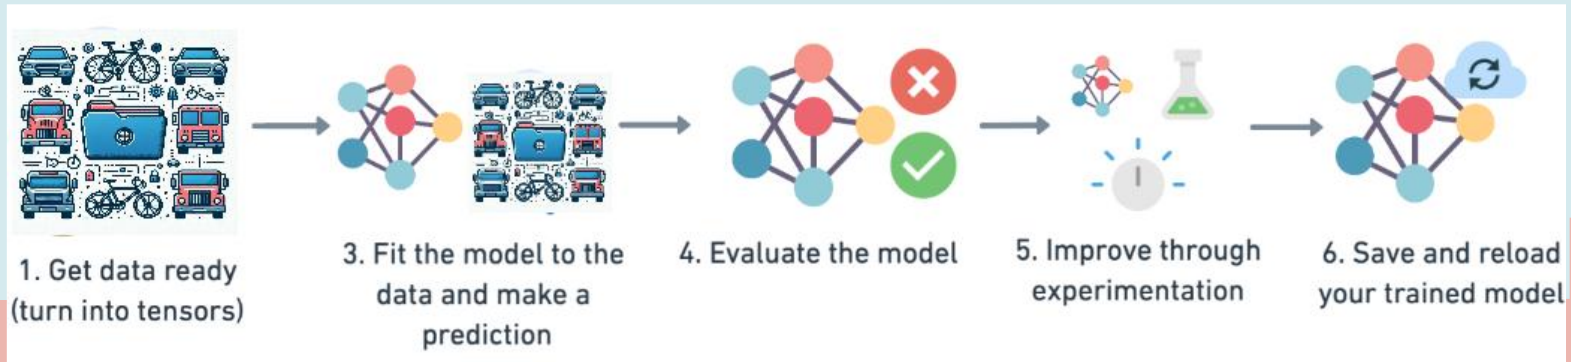 1. Get data ready
(turn into tensors)
3. Fit the model to the
data and make a
prediction
4. Evaluate the model
5. Improve through
experimentation
6. Save and reload
your trained model